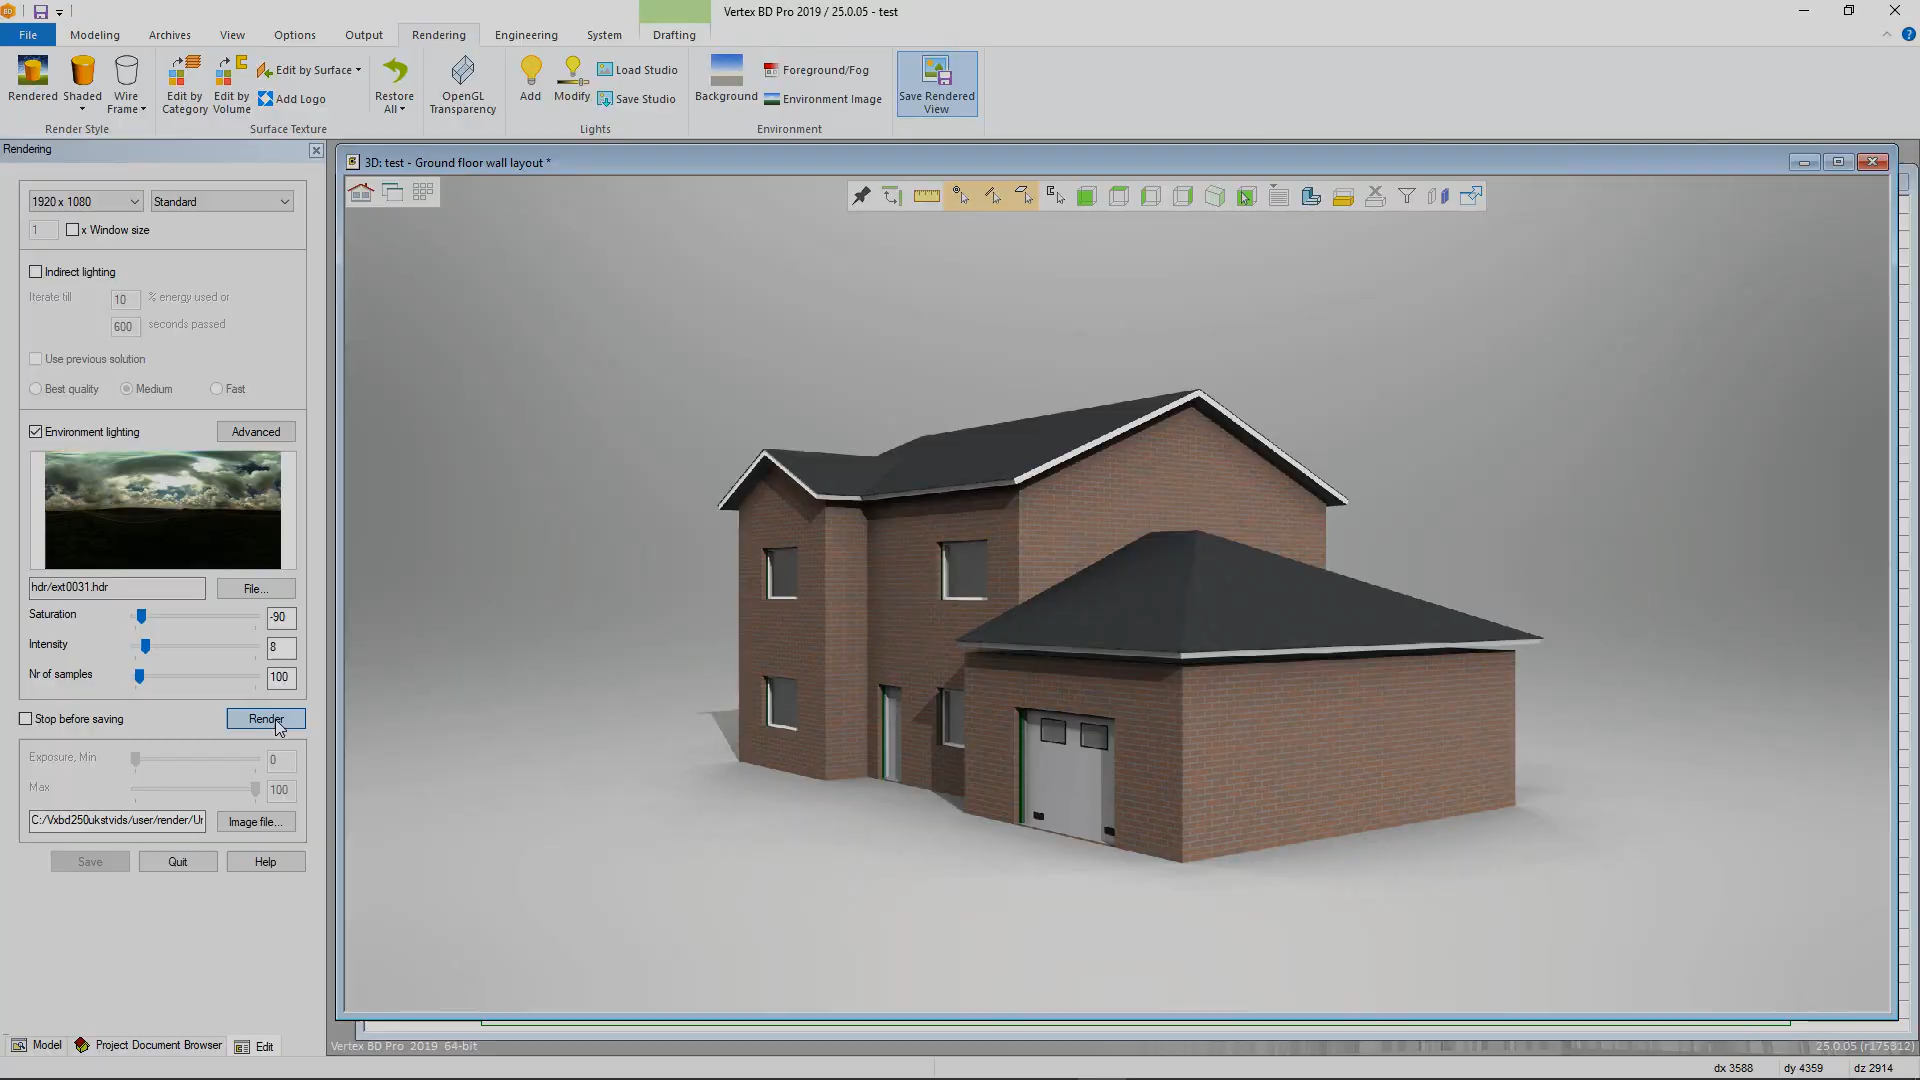 Vertex BD Pro 2019 / 25.0.05 - test
File Modeling Archives View Options Output Rendering Engineering System Drafting
Rendered Shaded Wire Frame
Render Style
Edit by Category Edit by Volume Edit by Surface
Add Logo
Restore All
Surface Texture
OpenGL Transparency
Add Modify Load Studio
Save Studio
Lights
Background Foreground/Fog
Environment Image
Environment
Save Rendered View
Rendering
3D: test - Ground floor wall layout *
1920 x 1080 Standard
1 x Window size
Indirect lighting
Iterate till 10 % energy used or
600 seconds passed
Use previous solution
Best quality Medium Fast
Environment lighting Advanced
hdr/ext0031.hdr File...
Saturation -90
Intensity 8
Nr of samples 100
Stop before saving Render
Exposure, Min 0
Max 100
C:/Vxbd250ukstvids/user/render/Ur Image file...
Save Quit Help
Model Project Document Browser Edit
Vertex BD Pro 2019 64-bit
25.0.05 (r175312)
dx 3588 dy 4359 dz 2914